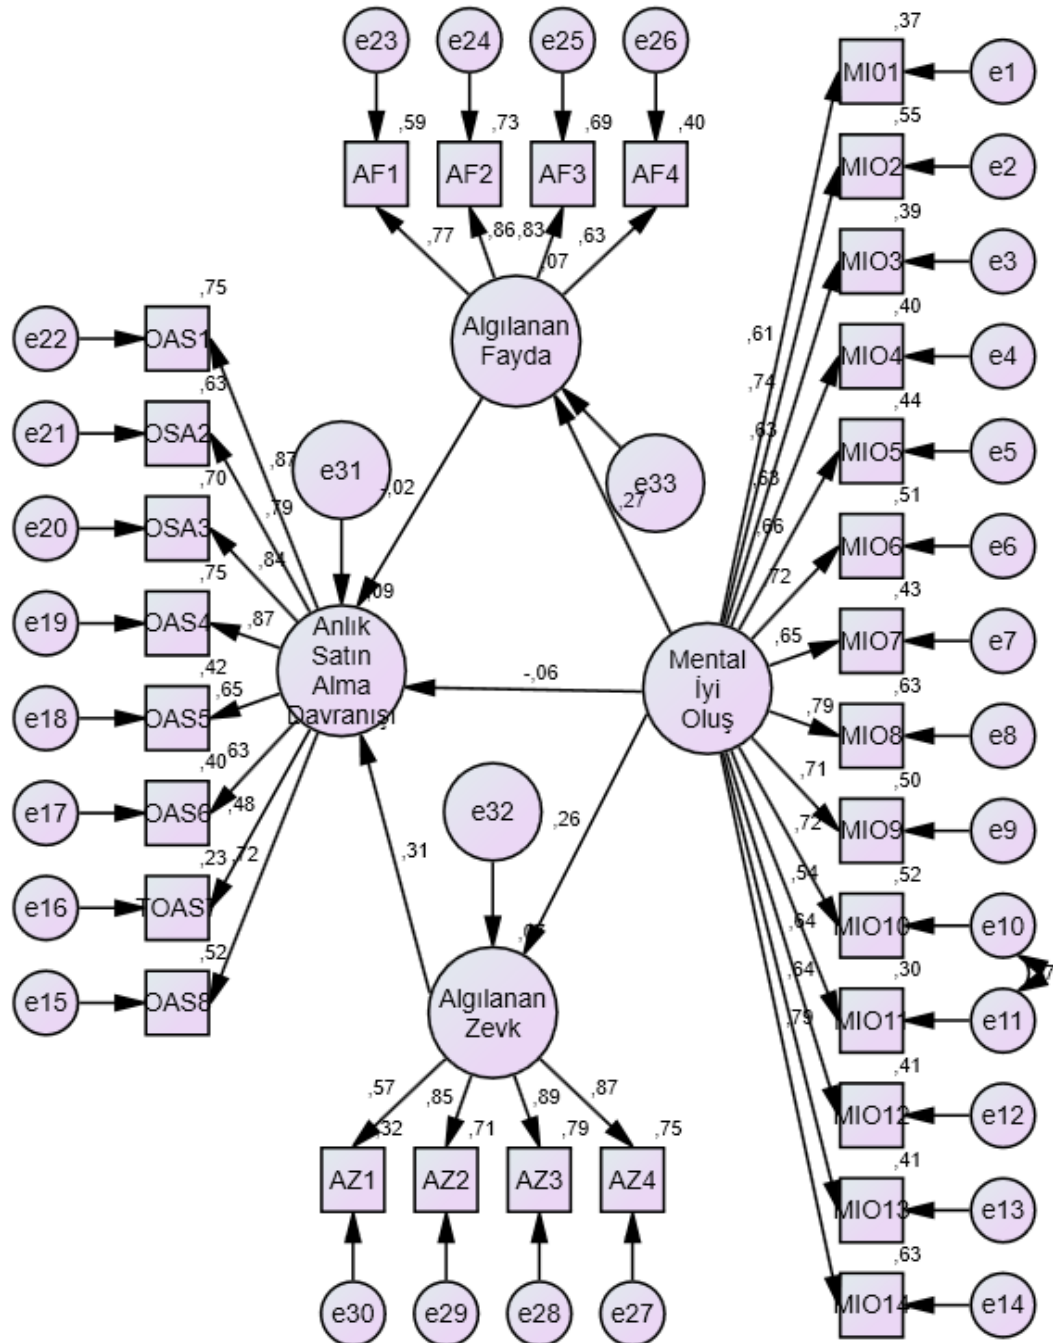 e23 e24 e25 e26
,59 ,73 ,69 ,40
AF1 AF2 AF3 AF4
,77 ,86 ,83 ,63
,07
Algılanan
Fayda
,37
MI01 e1
,55
MIO2 e2
,39
MIO3 e3
,40
MIO4 e4
,44
MIO5 e5
,51
MIO6 e6
,43
MIO7 e7
,63
MIO8 e8
,50
MIO9 e9
,52
MIO10 e10
,30
MIO11 e11
,41
MIO12 e12
,41
MIO13 e13
,63
MIO14 e14
,61
,74
,63
,63
,66
,72
,65
,79
,71
,72
,54
,64
,64
,79
Mental
İyi
Oluş
e33
,27
-,02
-,06
,26
,31
e31
,09
Anlık
Satın
Alma
Davranışı
,75
e22 OAS1
,63
e21 OSA2
,70
e20 OSA3
,75
e19 OAS4
,42
e18 OAS5
,40
e17 OAS6
,23
e16 TOAS7
,52
e15 OAS8
,87
,79
,84
,87
,65
,63
,48
,72
e32
Algılanan
Zevk
,57 ,85 ,89 ,87
,32 ,71 ,79 ,75
AZ1 AZ2 AZ3 AZ4
e30 e29 e28 e27